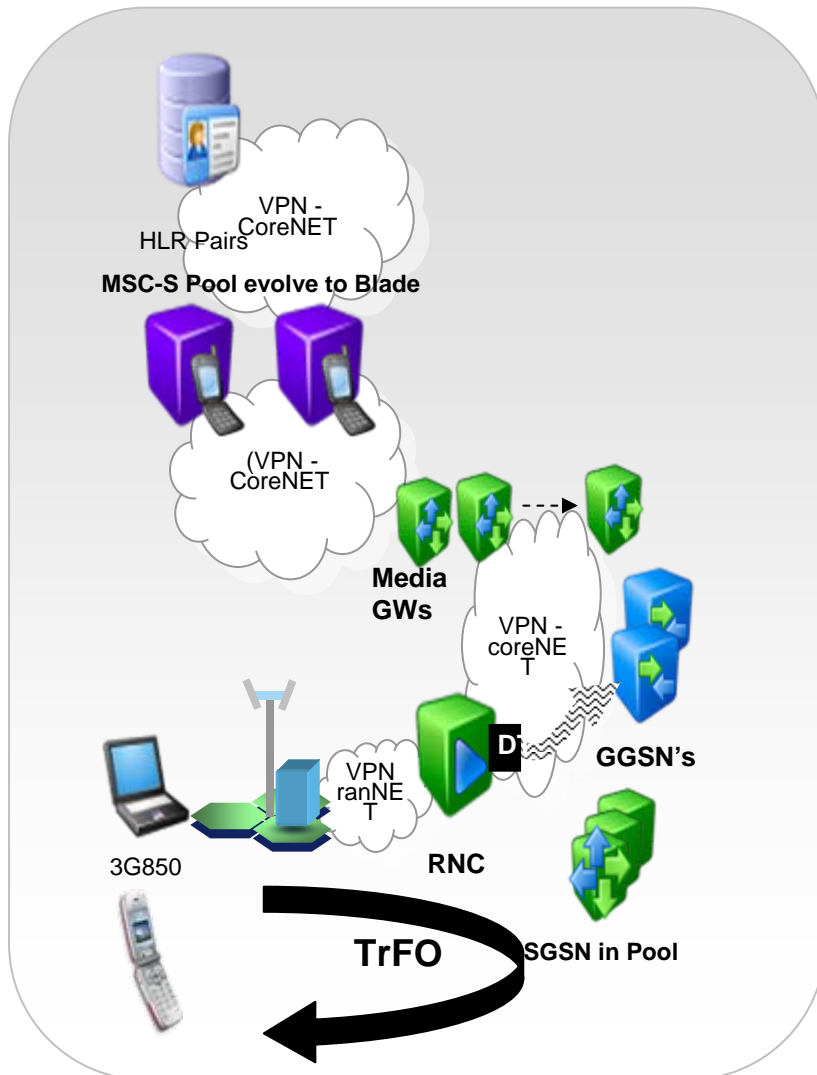 VPN -
CoreNET
HLR Pairs
MSC-S Pool evolve to Blade
(VPN -
CoreNET
Media
GWs
VPN -
coreNE
T
D
GGSN's
VPN
ranNE
T
3G850
RNC
TrFO
SGSN in Pool